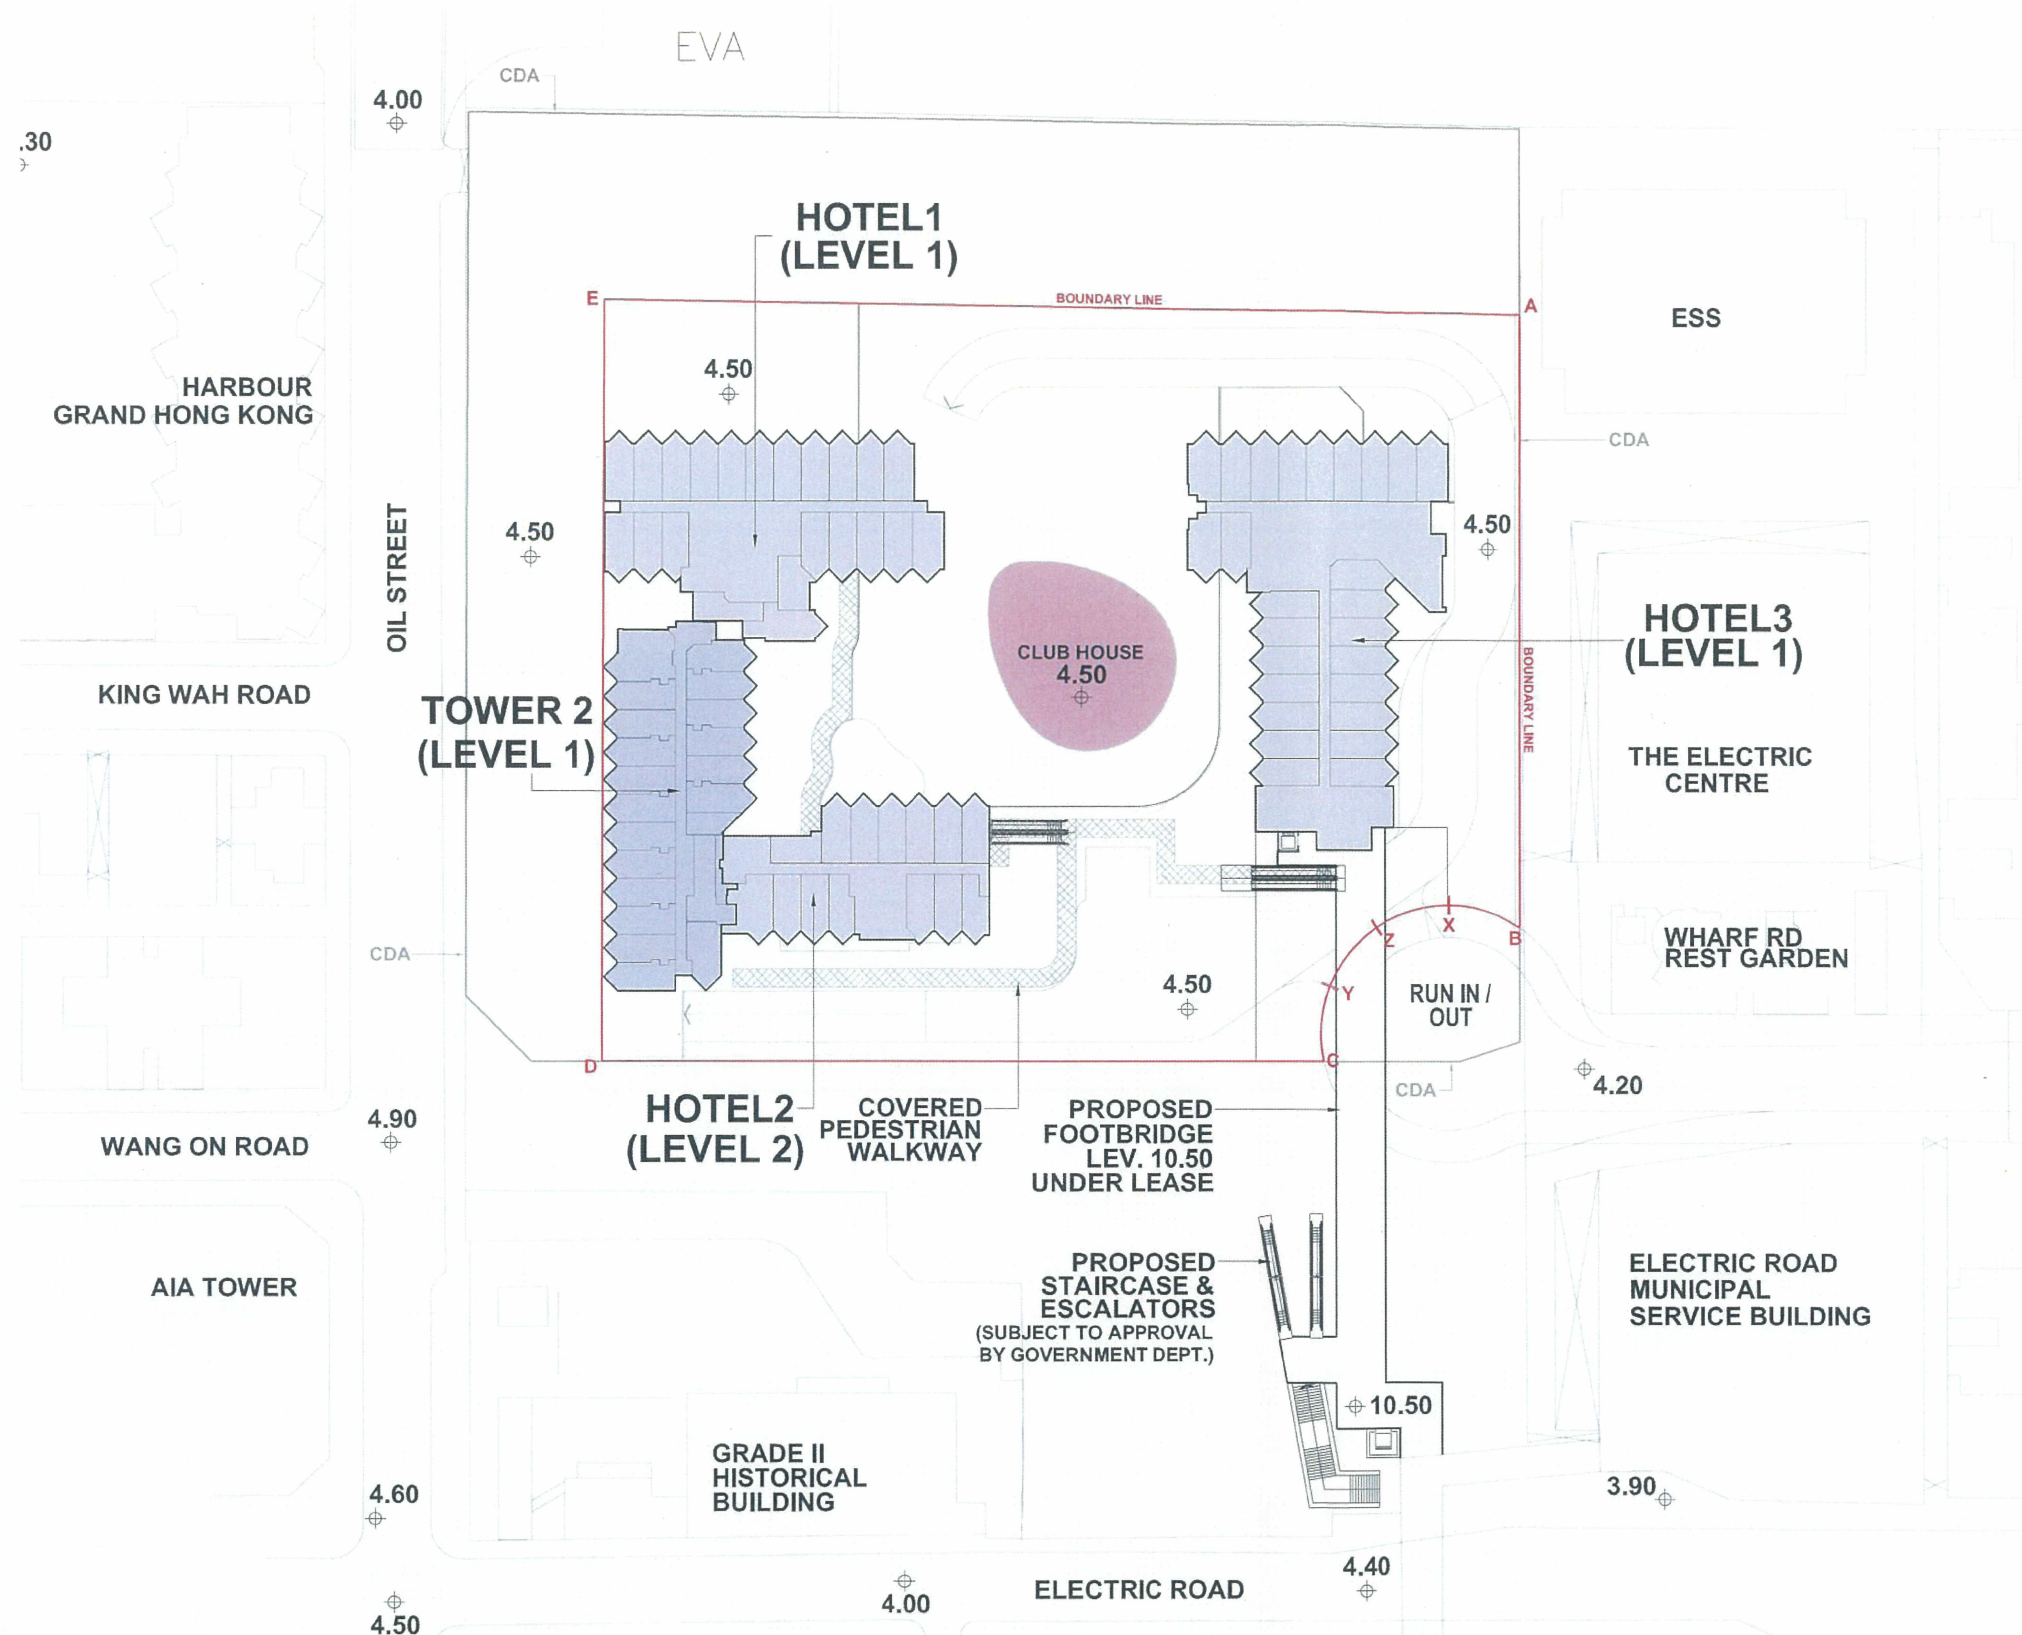 EVA
CDA
4.00
.30
HOTEL1
(LEVEL 1)
E
BOUNDARY LINE
A
ESS
4.50
HARBOUR
GRAND HONG KONG
CDA
4.50
4.50
OIL STREET
HOTEL3
(LEVEL 1)
CLUB HOUSE
4.50
BOUNDARY LINE
KING WAH ROAD
TOWER 2
(LEVEL 1)
THE ELECTRIC
CENTRE
X
Z
B
WHARF RD
REST GARDEN
CDA
4.50
Y
RUN IN /
OUT
D
C
CDA
4.20
4.90
HOTEL2
(LEVEL 2)
COVERED
PEDESTRIAN
WALKWAY
PROPOSED
FOOTBRIDGE
LEV. 10.50
UNDER LEASE
WANG ON ROAD
AIA TOWER
PROPOSED
STAIRCASE &
ESCALATORS
(SUBJECT TO APPROVAL
BY GOVERNMENT DEPT.)
ELECTRIC ROAD
MUNICIPAL
SERVICE BUILDING
10.50
GRADE II
HISTORICAL
BUILDING
4.60
3.90
4.40
ELECTRIC ROAD
4.00
4.50